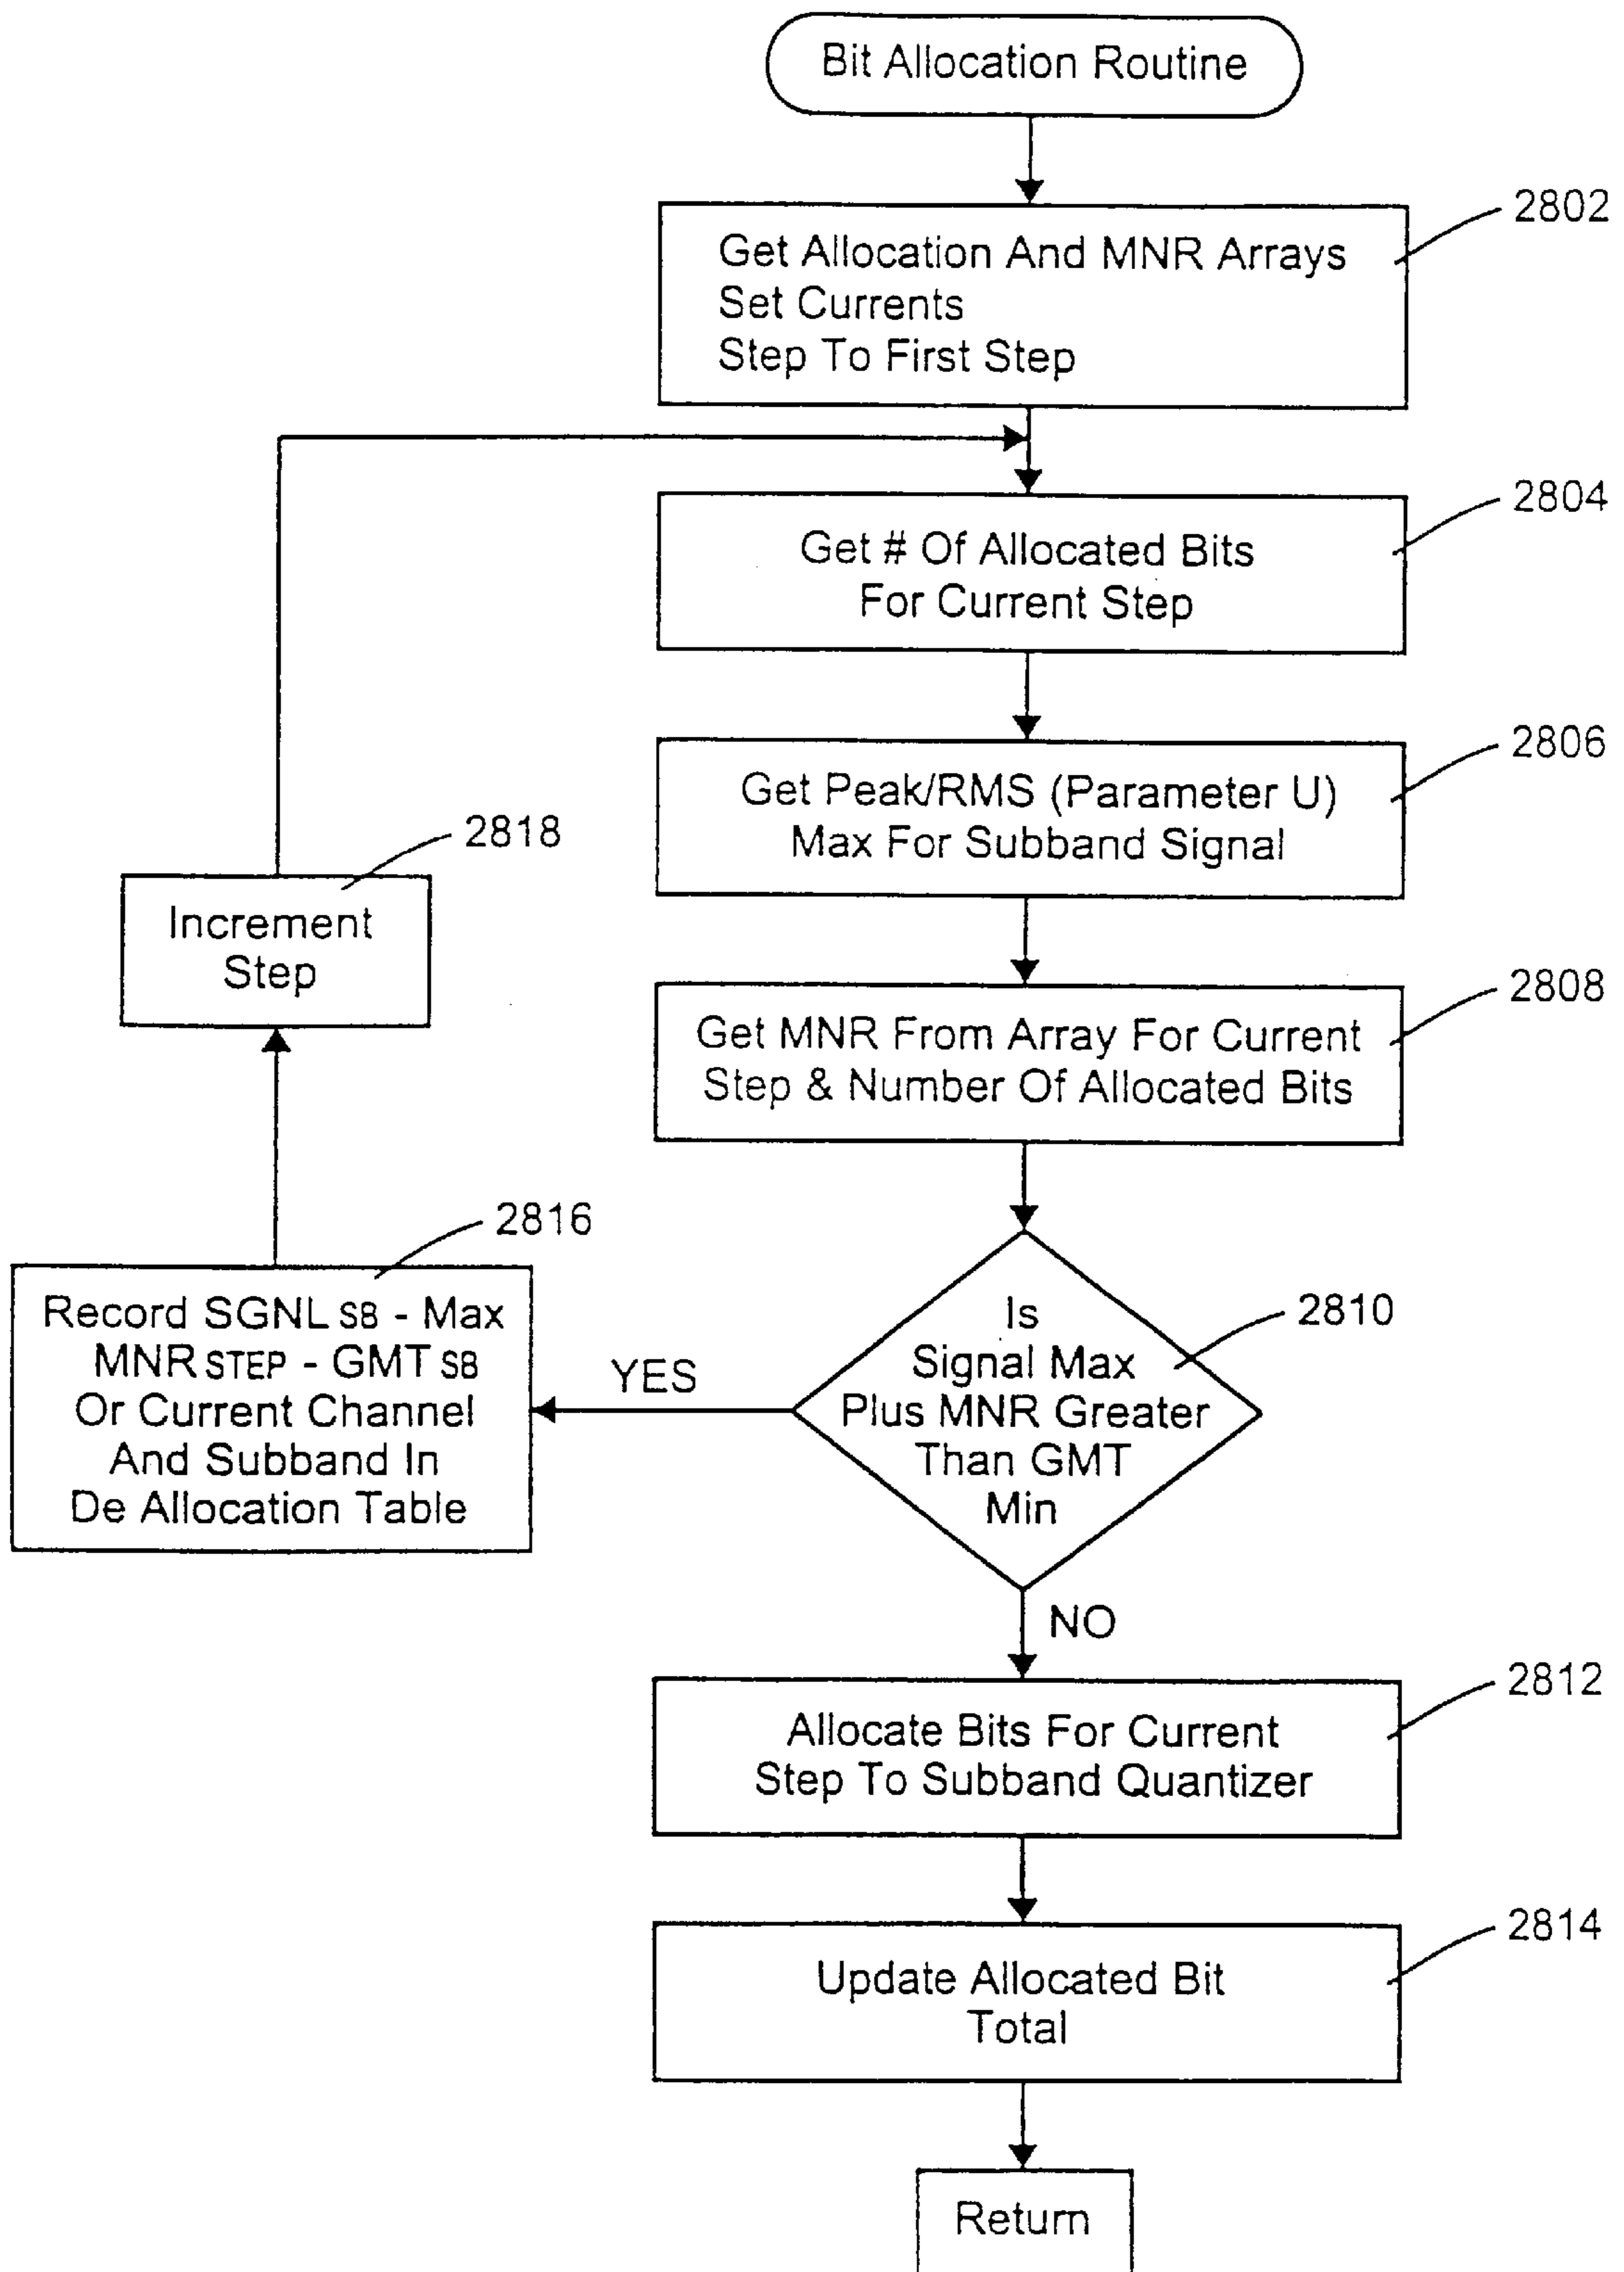 Bit Allocation Routine
2802
Get Allocation And MNR Arrays
Set Currents
Step To First Step
2804
Get # Of Allocated Bits
For Current Step
2806
Get Peak/RMS (Parameter U)
Max For Subband Signal
2818
Increment
Step
2808
Get MNR From Array For Current
Step & Number Of Allocated Bits
2816
Record SGNL SB - Max
MNR STEP - GMT SB
Or Current Channel
And Subband In
De Allocation Table
YES
2810
Is
Signal Max
Plus MNR Greater
Than GMT
Min
NO
2812
Allocate Bits For Current
Step To Subband Quantizer
2814
Update Allocated Bit
Total
Return